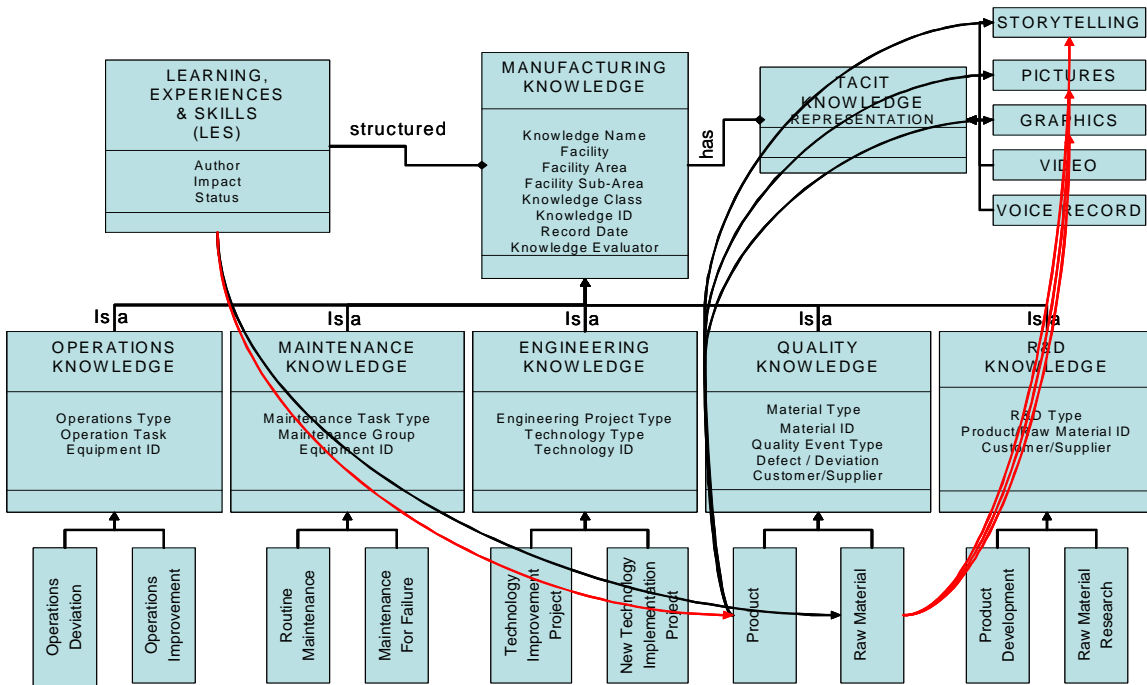 STORYTELLING
PICTURES
GRAPHICS
VIDEO
VOICE RECORD
LEARNING,
EXPERIENCES
& SKILLS
(LES)
Author
Impact
Status
structured
MANUFACTURING
KNOWLEDGE
Knowledge Name
Facility
Facility Area
Facility Sub-Area
Knowledge Class
Knowledge ID
Record Date
Knowledge Evaluator
has
TACIT
KNOWLEDGE
REPRESENTATION
Is a
Is a
Is a
Is a
Is a
OPERATIONS
KNOWLEDGE
Operations Type
Operation Task
Equipment ID
MAINTENANCE
KNOWLEDGE
Maintenance Task Type
Maintenance Group
Equipment ID
ENGINEERING
KNOWLEDGE
Engineering Project Type
Technology Type
Technology ID
QUALITY
KNOWLEDGE
Material Type
Material ID
Quality Event Type
Defect / Deviation
Customer/Supplier
R&D
KNOWLEDGE
R&D Type
Product/Raw Material ID
Customer/Supplier
Operations
Deviation
Operations
Improvement
Routine
Maintenance
Maintenance
For Failure
Technology
Improvement
Project
New Technology
Implementation
Project
Product
Raw Material
Product
Development
Raw Material
Research